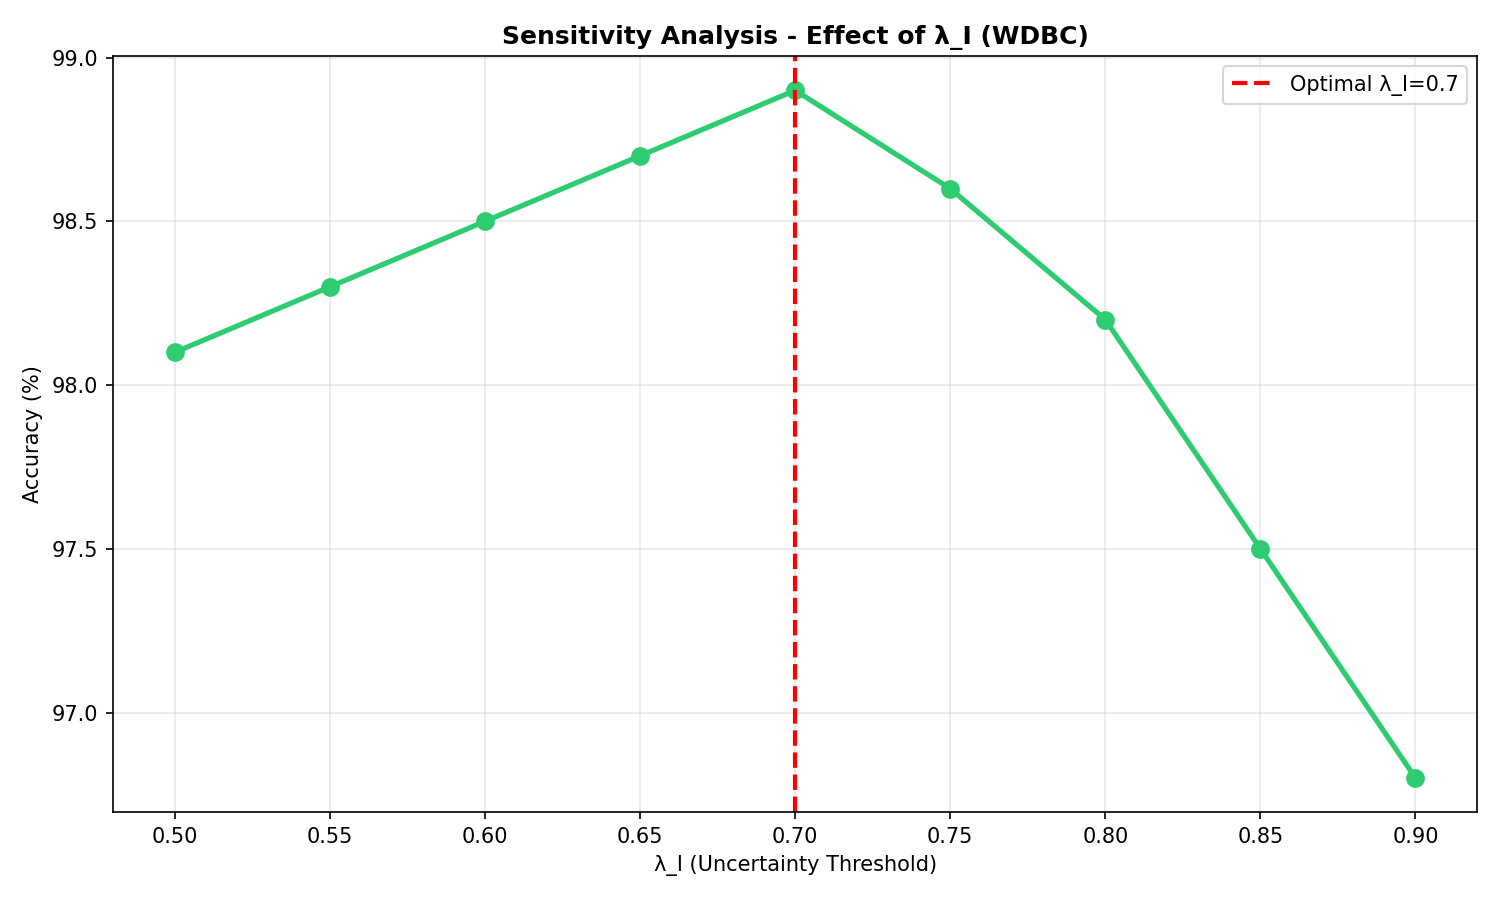 Sensitivity Analysis - Effect of λ_I (WDBC)
Optimal λ_I=0.7
Accuracy (%)
99.0
98.5
98.0
97.5
97.0
0.50 0.55 0.60 0.65 0.70 0.75 0.80 0.85 0.90
λ_I (Uncertainty Threshold)